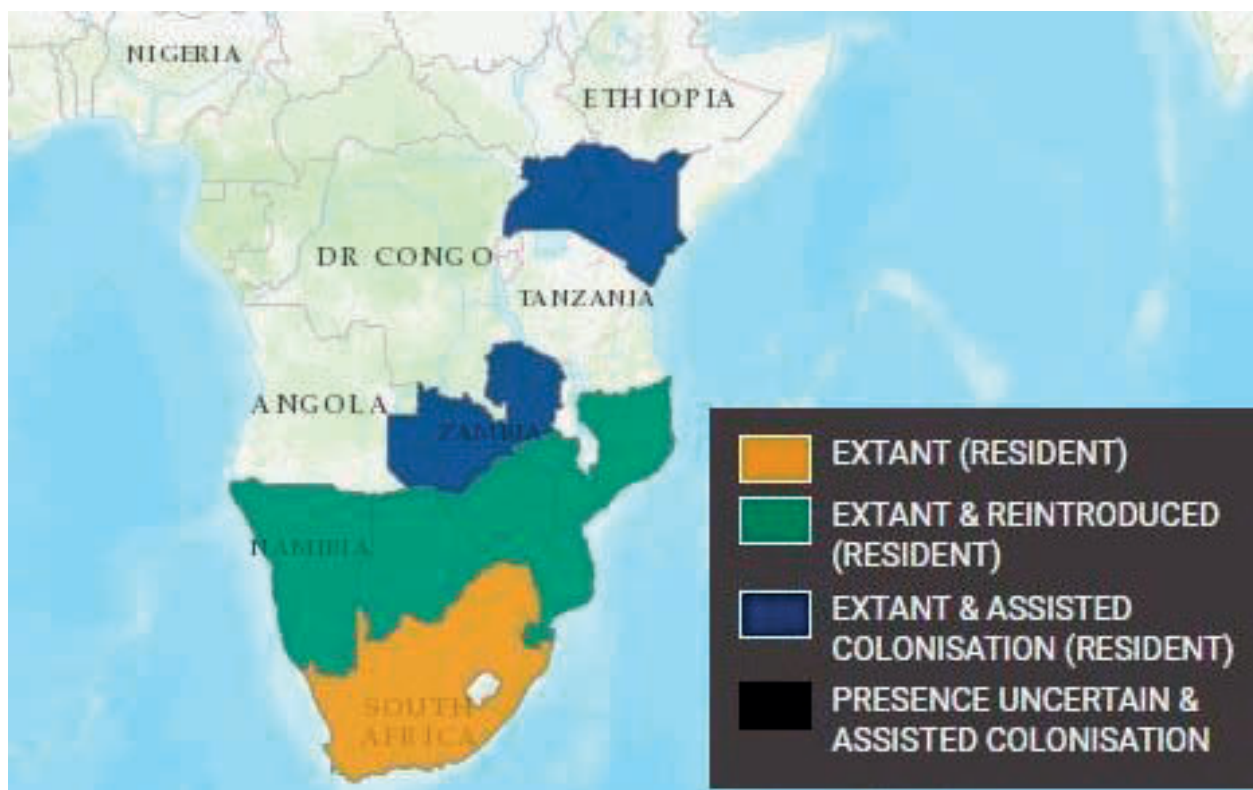 NIGERIA
ETHIOPIA
DR CONGO
TANZANIA
ANGOLA
ZAMBIA
NAMIBIA
SOUTH
AFRICA
EXTANT (RESIDENT)
EXTANT & REINTRODUCED
(RESIDENT)
EXTANT & ASSISTED
COLONISATION (RESIDENT)
PRESENCE UNCERTAIN &
ASSISTED COLONISATION